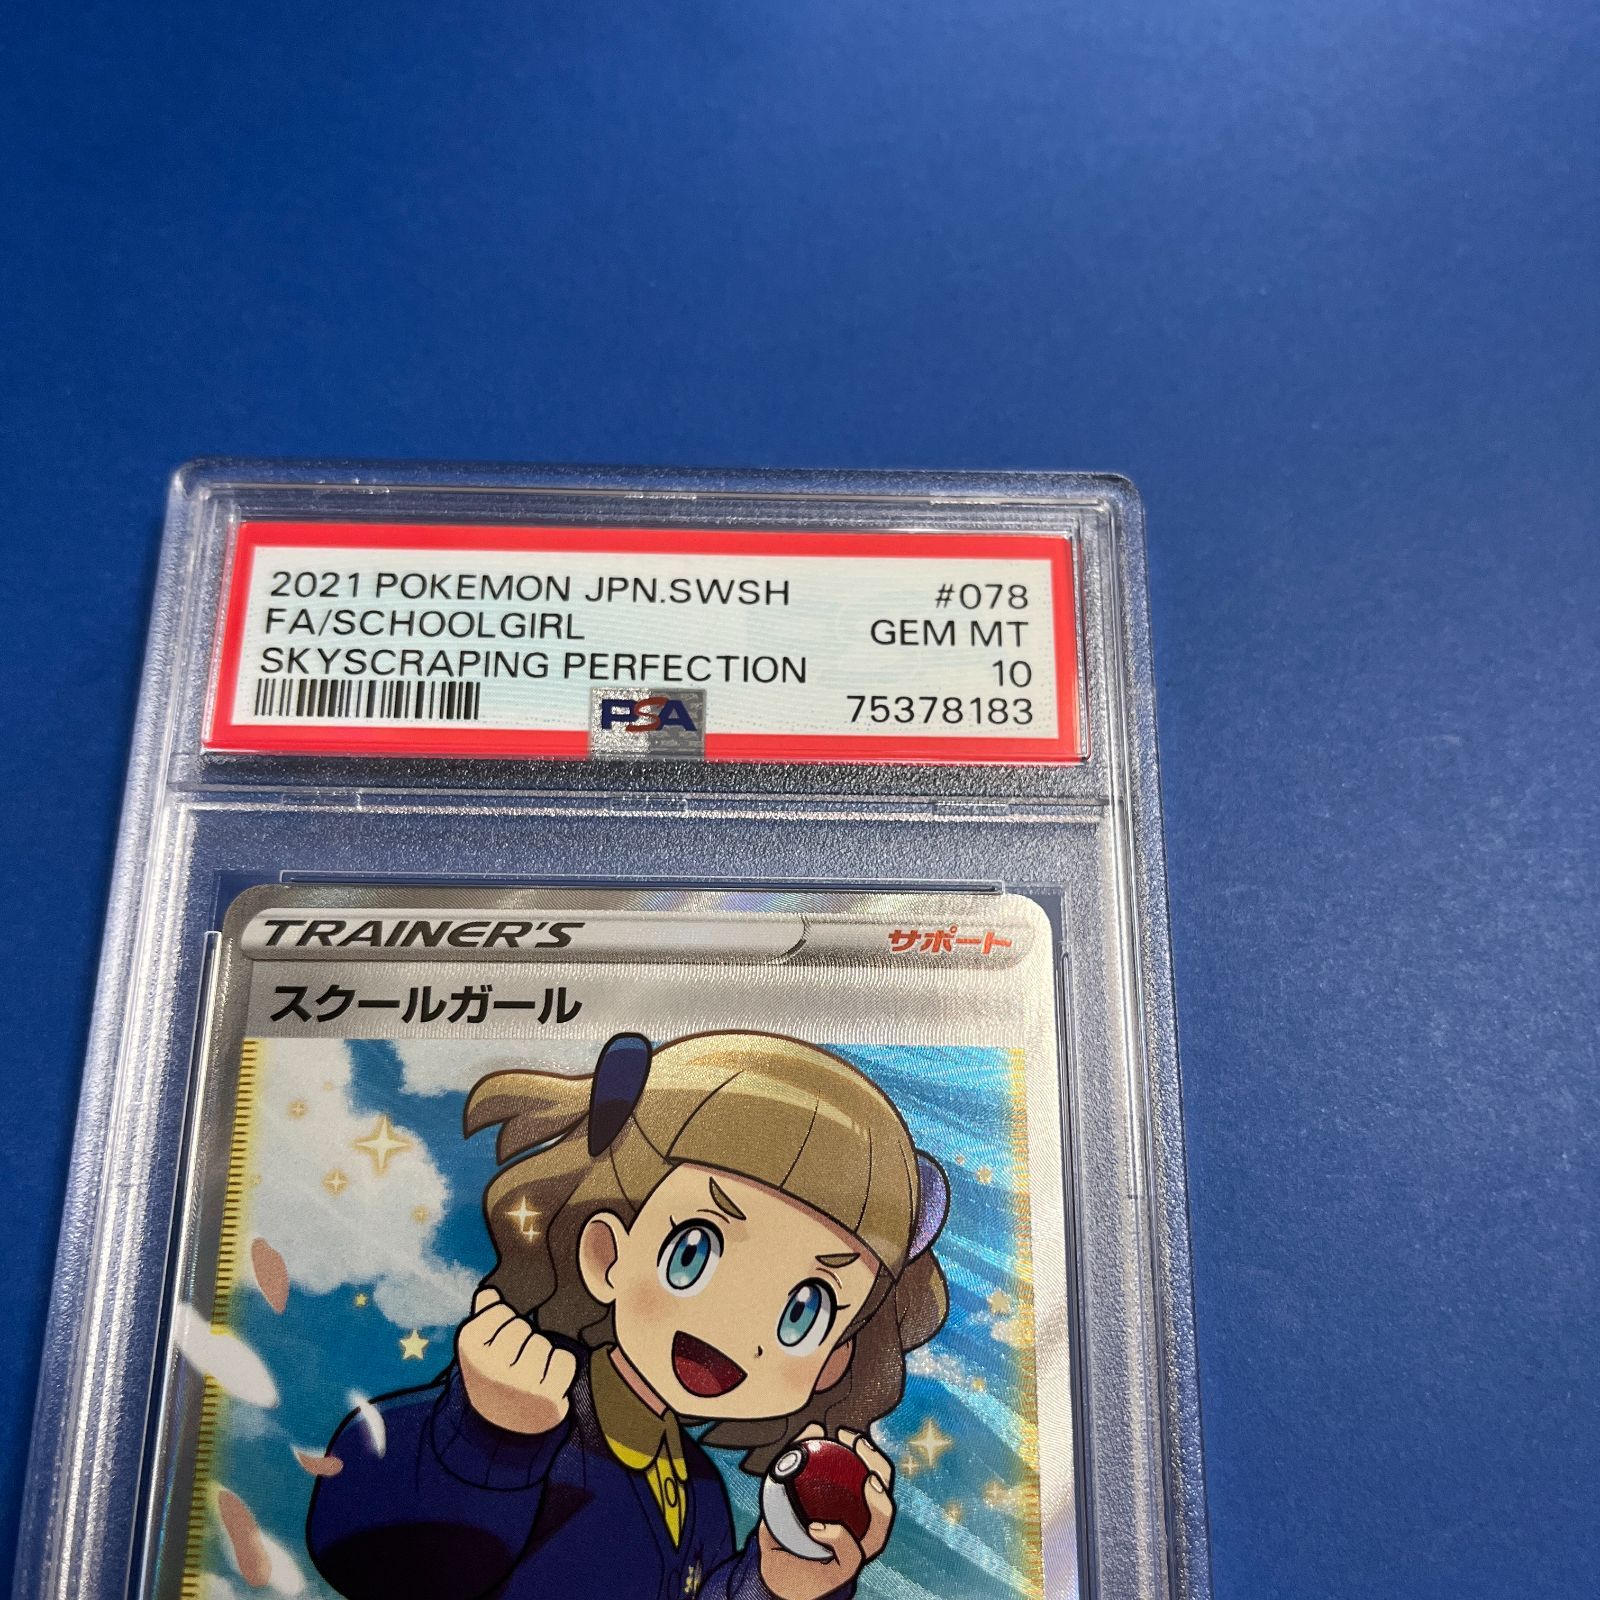 2021 POKEMON JPN.SWSH #078
FA/SCHOOLGIRL GEM MT
SKYSCRAPING PERFECTION 10
PSA 75378183
TRAINER'S サポート
スクールガール